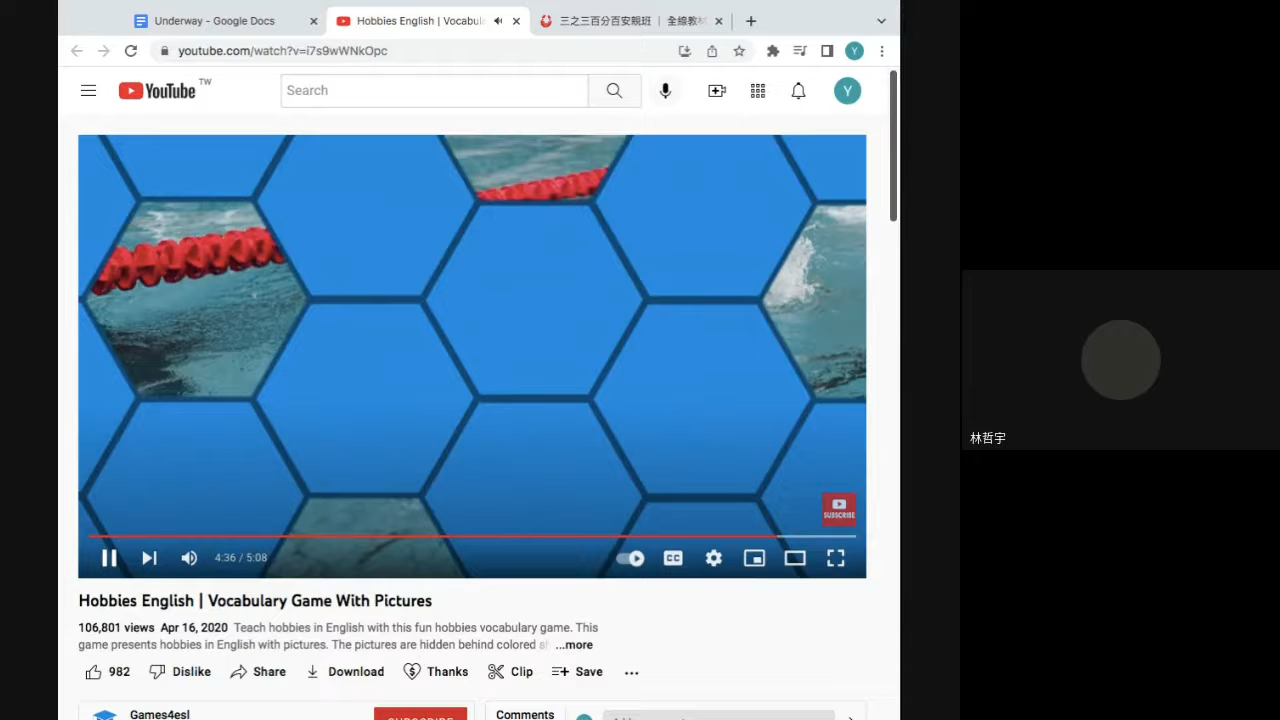 Underway - Google Docs
Hobbies English | Vocabul
三之三百分百安親班 ｜ 全線教材
youtube.com/watch?v=i7s9wWNkOpc
Y
YouTube TW
Search
Y
SUBSCRIBE
4:36 / 5:08
CC
Hobbies English | Vocabulary Game With Pictures
106,801 views Apr 16, 2020 Teach hobbies in English with this fun hobbies vocabulary game. This
game presents hobbies in English with pictures. The pictures are hidden behind colored ...more
982 Dislike Share Download Thanks Clip Save
Games4esl
SUBSCRIBE
Comments
林哲宇